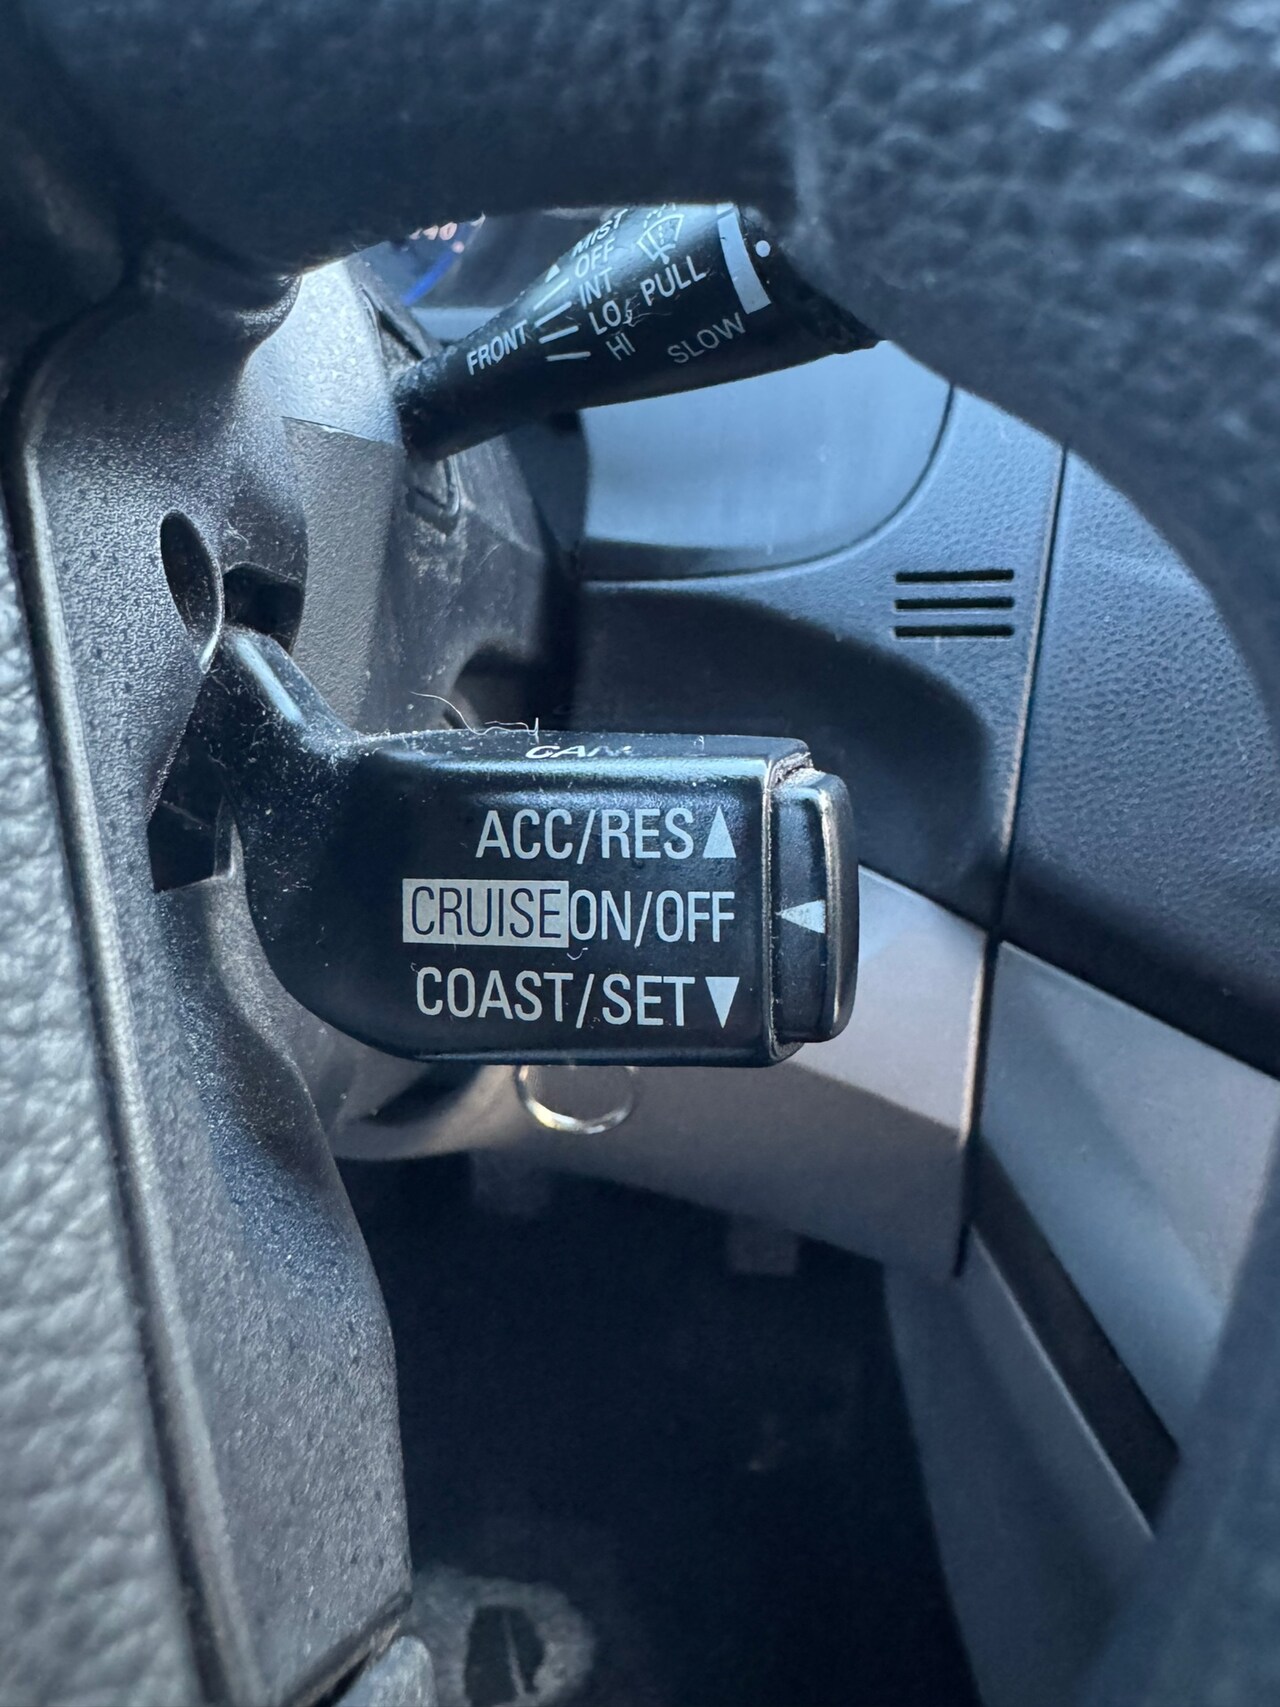 MIST
OFF
INT
LO
HI
FRONT
PULL
SLOW
ACC/RES▲
CRUISE ON/OFF
COAST/SET▼